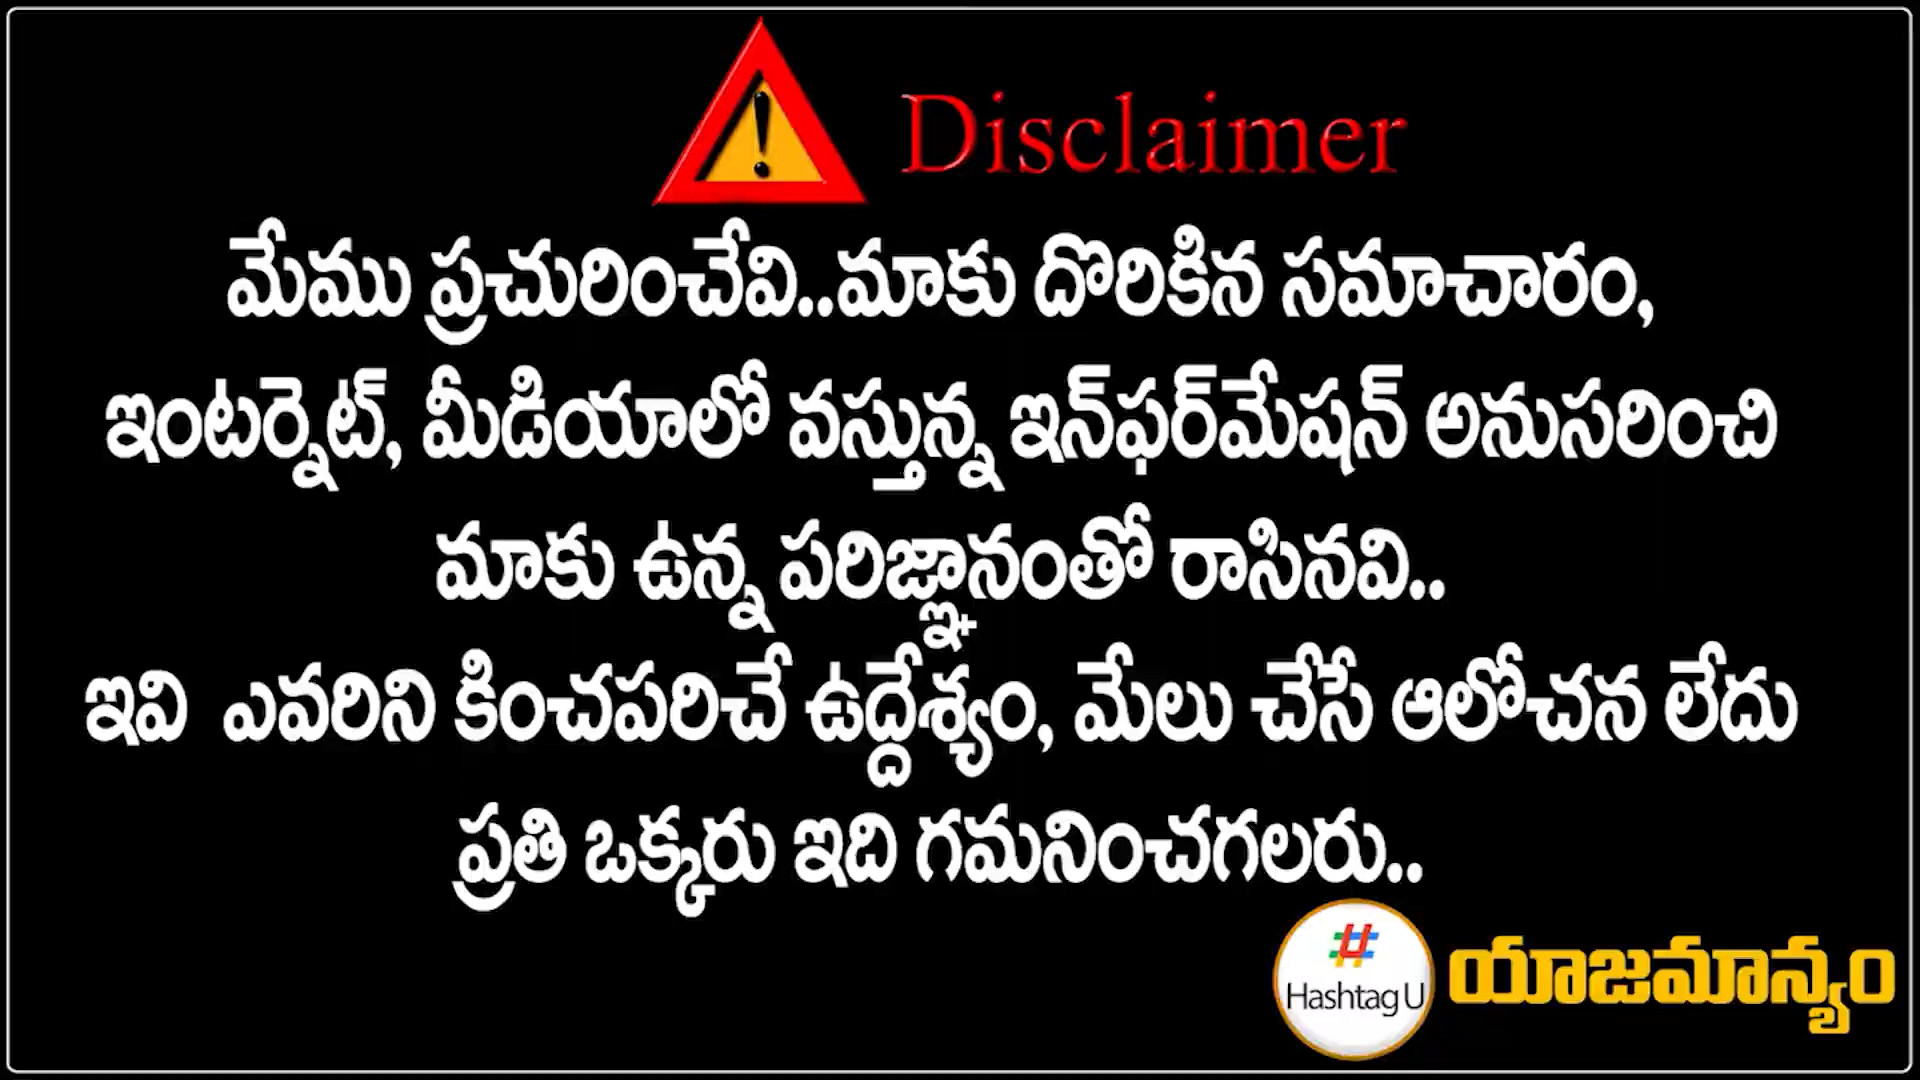 Disclaimer
మేము ప్రచురించేవి..మాకు దొరికిన సమాచారం,
ఇంటర్నెట్, మీడియాలో వస్తున్న ఇన్‌ఫర్‌మేషన్ అనుసరించి
మాకు ఉన్న పరిజ్ఞానంతో రాసినవి..
ఇవి ఎవరిని కించపరిచే ఉద్దేశ్యం, మేలు చేసే ఆలోచన లేదు
ప్రతి ఒక్కరు ఇది గమనించగలరు..
#
Hashtag U
యాజమాన్యం